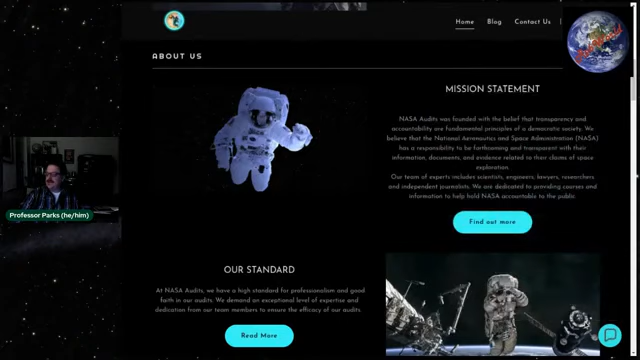 Home Blog Contact Us
ABOUT US
MISSION STATEMENT
NASA Audits was founded with the belief that transparency and
accountability are fundamental principles of a democratic society. We
believe that the National Aeronautics and Space Administration (NASA)
has a responsibility to be forthcoming and transparent with their
information, documents, and evidence related to their claims of space
exploration.
Our team of experts includes scientists, engineers, lawyers, researchers
and independent journalists. We are dedicated to providing courses and
information to help hold NASA accountable to the public.
Find out more
Professor Parks (he/him)
OUR STANDARD
At NASA Audits, we have a high standard for professionalism and good
faith in our audits. We demand an exceptional level of expertise and
dedication from our team members to ensure the efficacy of our audits.
Read More